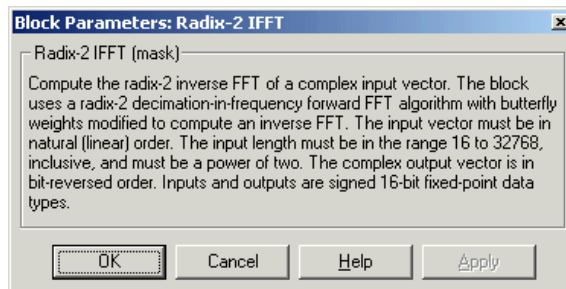 Block Parameters: Radix-2 IFFT
Radix-2 IFFT (mask)
Compute the radix-2 inverse FFT of a complex input vector. The block
uses a radix-2 decimation-in-frequency forward FFT algorithm with butterfly
weights modified to compute an inverse FFT. The input vector must be in
natural (linear) order. The input length must be in the range 16 to 32768,
inclusive, and must be a power of two. The complex output vector is in
bit-reversed order. Inputs and outputs are signed 16-bit fixed-point data
types.
OK Cancel Help Apply